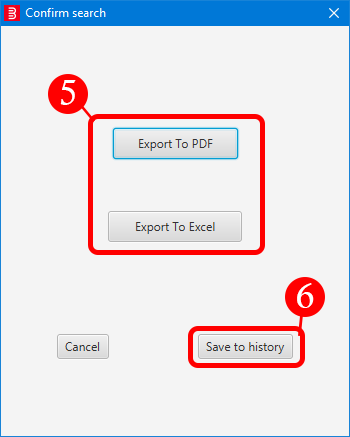 Confirm search
5
Export To PDF
Export To Excel
6
Cancel
Save to history